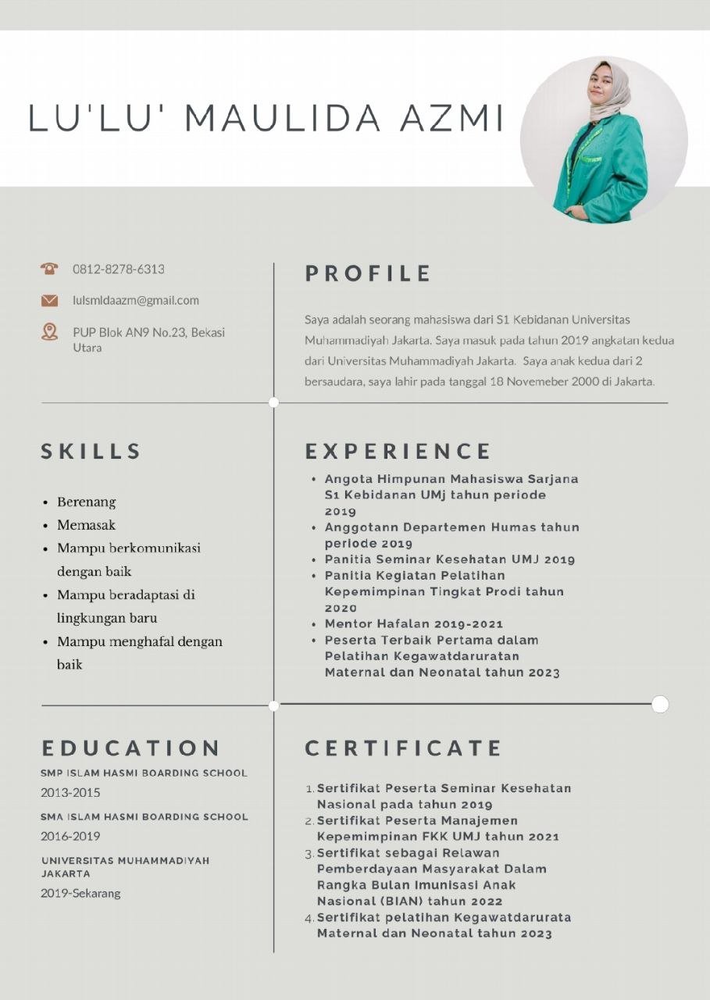 LU'LU' MAULIDA AZMI
0812-8278-6313
lulsmldaazm@gmail.com
PUP Blok AN9 No.23, Bekasi
Utara
PROFILE
Saya adalah seorang mahasiswa dari S1 Kebidanan Universitas
Muhammadiyah Jakarta. Saya masuk pada tahun 2019 angkatan kedua
dari Universitas Muhammadiyah Jakarta. Saya anak kedua dari 2
bersaudara, saya lahir pada tanggal 18 Novemeber 2000 di Jakarta.
SKILLS
• Berenang
• Memasak
• Mampu berkomunikasi
dengan baik
• Mampu beradaptasi di
lingkungan baru
• Mampu menghafal dengan
baik
EXPERIENCE
• Angota Himpunan Mahasiswa Sarjana
S1 Kebidanan UMj tahun periode
2019
• Anggotann Departemen Humas tahun
periode 2019
• Panitia Seminar Kesehatan UMJ 2019
• Panitia Kegiatan Pelatihan
Kepemimpinan Tingkat Prodi tahun
2020
• Mentor Hafalan 2019-2021
• Peserta Terbaik Pertama dalam
Pelatihan Kegawatdaruratan
Maternal dan Neonatal tahun 2023
EDUCATION
SMP ISLAM HASMI BOARDING SCHOOL
2013-2015
SMA ISLAM HASMI BOARDING SCHOOL
2016-2019
UNIVERSITAS MUHAMMADIYAH
JAKARTA
2019-Sekarang
CERTIFICATE
1. Sertifikat Peserta Seminar Kesehatan
Nasional pada tahun 2019
2. Sertifikat Peserta Manajemen
Kepemimpinan FKK UMJ tahun 2021
3. Sertifikat sebagai Relawan
Pemberdayaan Masyarakat Dalam
Rangka Bulan Imunisasi Anak
Nasional (BIAN) tahun 2022
4. Sertifikat pelatihan Kegawatdarurata
Maternal dan Neonatal tahun 2023